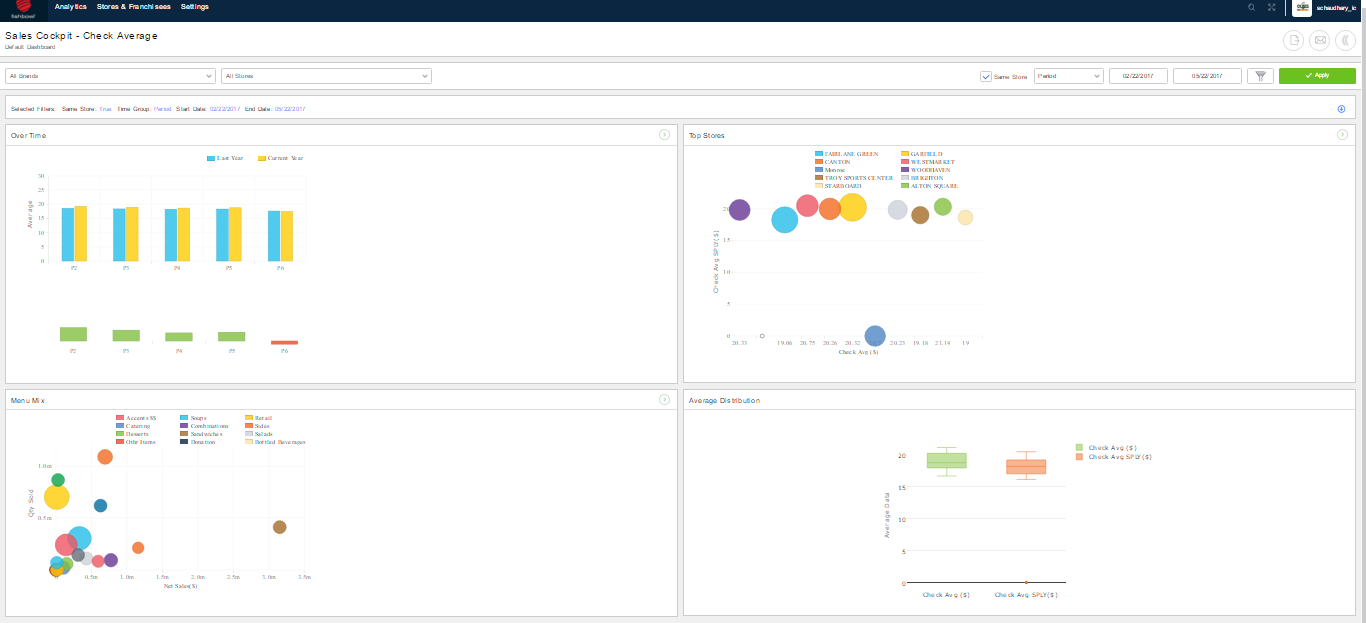 fishbowl
Analytics Stores & Franchisees Settings
schaudhary_ic
Sales Cockpit - Check Average
Default Dashboard
All Brands
All Stores
Same Store
Period
02/22/2017
05/22/2017
Apply
Selected Filters: Same Store: True Time Group: Period Start Date: 02/22/2017 End Date: 05/22/2017
Over Time
Last Year Current Year
30
25
20
15
10
5
0
Average
P2 P3 P4 P5 P6
P2 P3 P4 P5 P6
Top Stores
FAIRLANE GREEN GARFIELD
CANTON WESTMARKET
Monroe WOODHAVEN
TROY SPORTS CENTER BRIGHTON
STARBOARD ALTON SQUARE
15
10
5
0
Check Avg SPLY($)
20.33 19.06 20.75 20.26 20.32 20.23 19.18 21.14 19
Check Avg ($)
Menu Mix
Accents $$ Soups Retail
Catering Combinations Sides
Desserts Sandwiches Salads
Othr Items Donation Bottled Beverages
1.0m
0.5m
Qty Sold
0.5m 1.0m 1.5m 2.0m 2.5m 3.0m 3.5m
Net Sales($)
Average Distribution
Check Avg ($)
Check Avg SPLY($)
20
15
10
5
0
Average Data
Check Avg ($) Check Avg SPLY($)